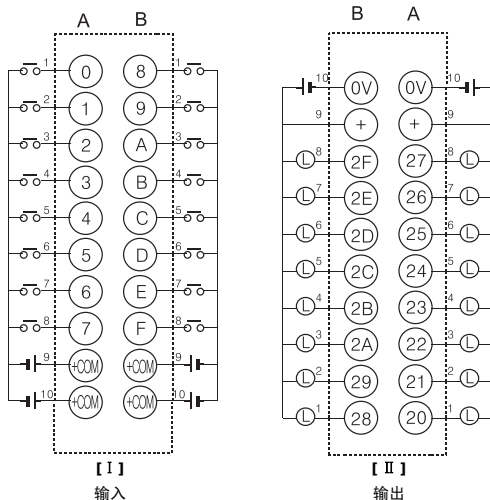 A B B A
1 0 8 1 10 0V 0V 10
2 1 9 2 9 + + 9
3 2 A 3 L 8 2F 27 8 L
4 3 B 4 L 7 2E 26 7 L
5 4 C 5 L 6 2D 25 6 L
6 5 D 6 L 5 2C 24 5 L
7 6 E 7 L 4 2B 23 4 L
8 7 F 8 L 3 2A 22 3 L
9 +COM +COM 9 L 2 29 21 2 L
10 +COM +COM 10 L 1 28 20 1 L
[ Ⅰ ] [ Ⅱ ]
输入 输出